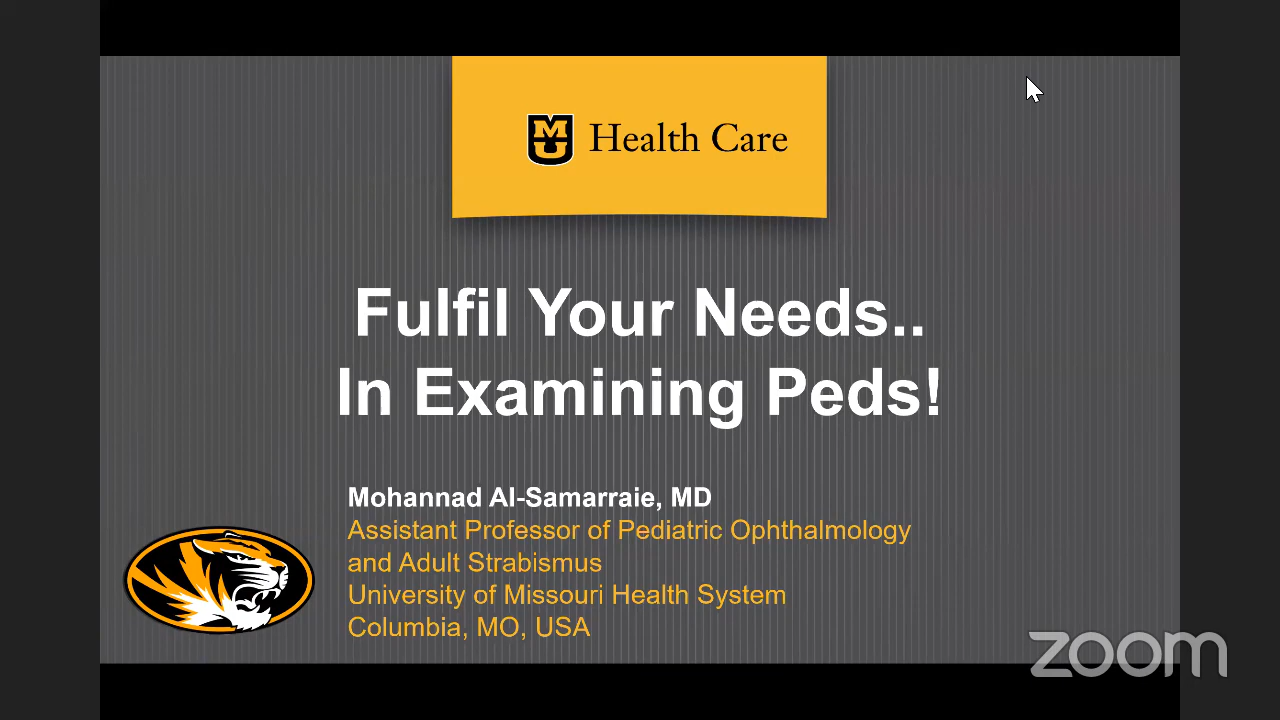 MU Health Care
Fulfil Your Needs..
In Examining Peds!
Mohannad Al-Samarraie, MD
Assistant Professor of Pediatric Ophthalmology
and Adult Strabismus
University of Missouri Health System
Columbia, MO, USA
zoom